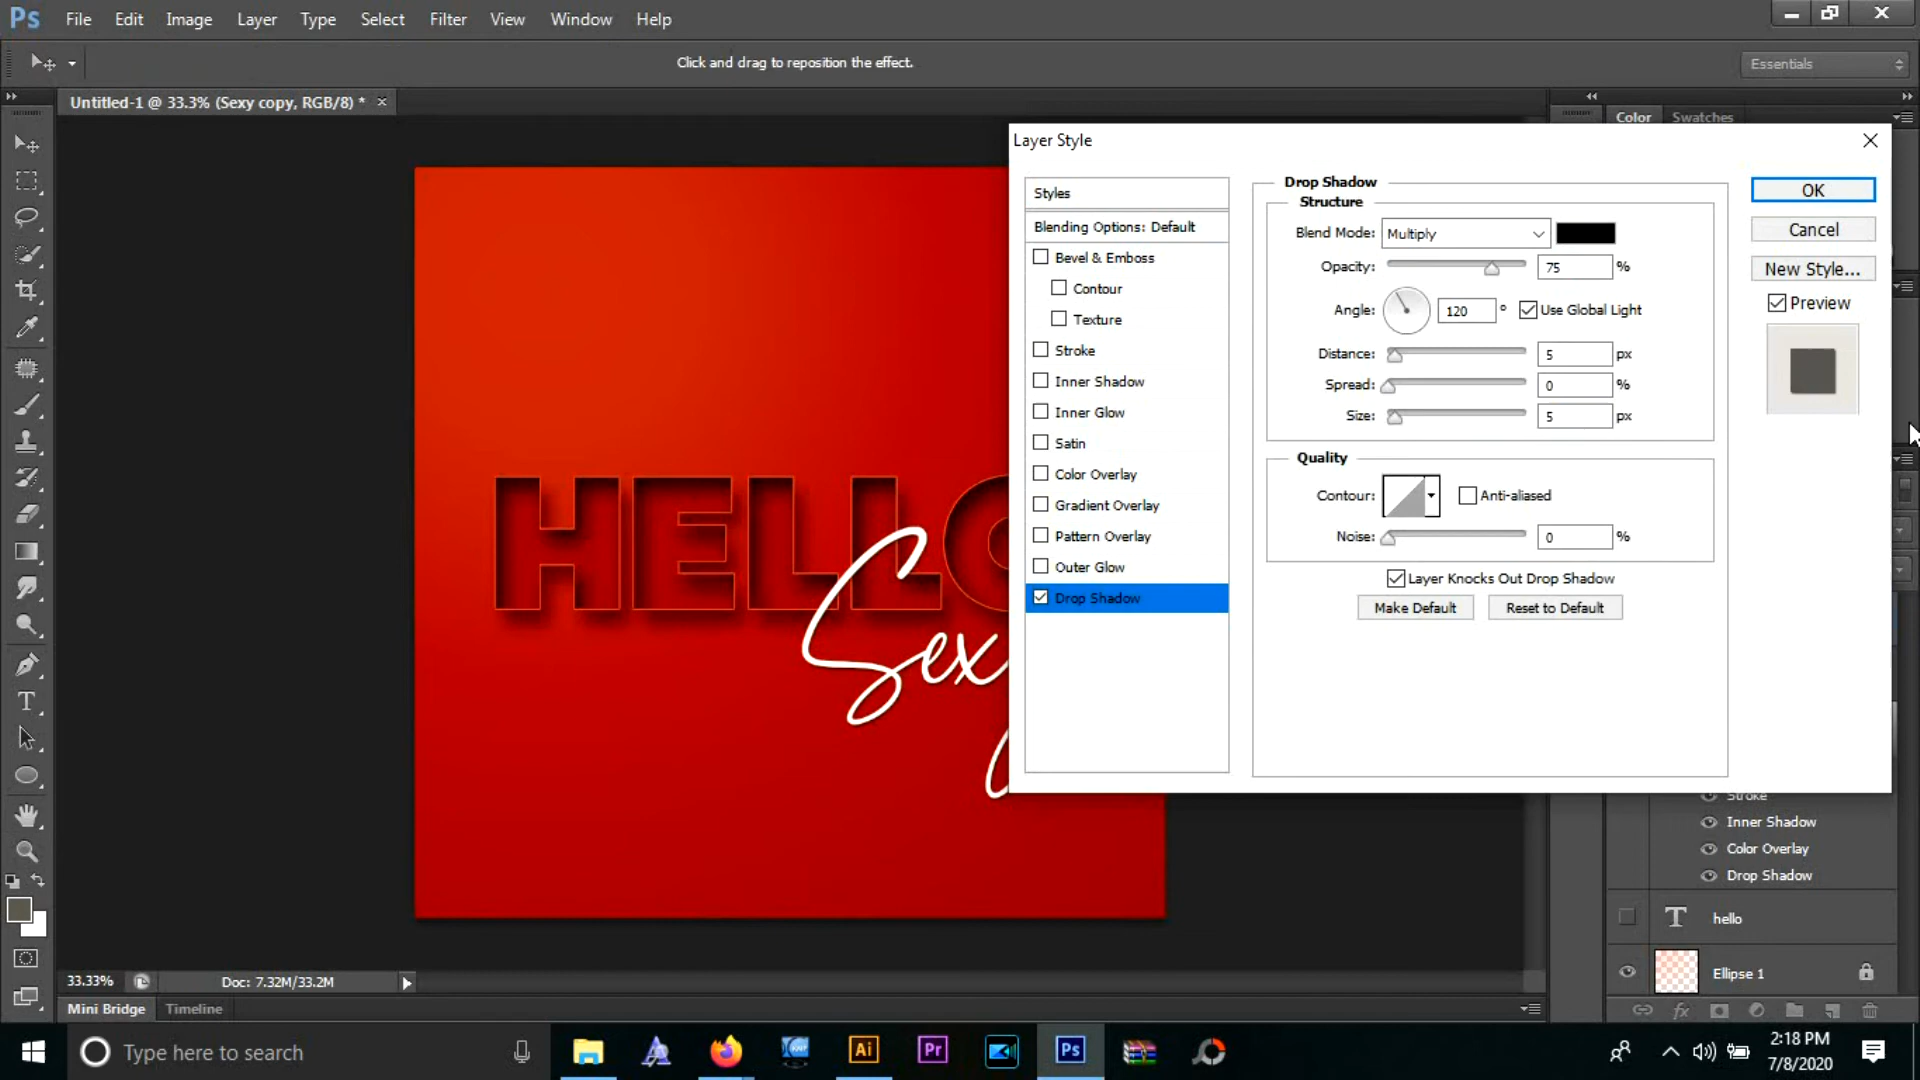 Ps File Edit Image Layer Type Select Filter View Window Help
Click and drag to reposition the effect.
Essentials
Untitled-1 @ 33.3% (Sexy copy, RGB/8) * ×
Color Swatches
Layer Style
Styles
Blending Options: Default
Bevel & Emboss
Contour
Texture
Stroke
Inner Shadow
Inner Glow
Satin
Color Overlay
Gradient Overlay
Pattern Overlay
Outer Glow
Drop Shadow
Drop Shadow
Structure
Blend Mode: Multiply
Opacity: 75 %
Angle: 120 ° Use Global Light
Distance: 5 px
Spread: 0 %
Size: 5 px
Quality
Contour: Anti-aliased
Noise: 0 %
Layer Knocks Out Drop Shadow
Make Default Reset to Default
OK
Cancel
New Style...
Preview
HELLO
Sexy
Stroke
Inner Shadow
Color Overlay
Drop Shadow
T hello
Ellipse 1
fx
33.33% Doc: 7.32M/33.2M
Mini Bridge Timeline
Type here to search
Ai Pr Ps
2:18 PM
7/8/2020